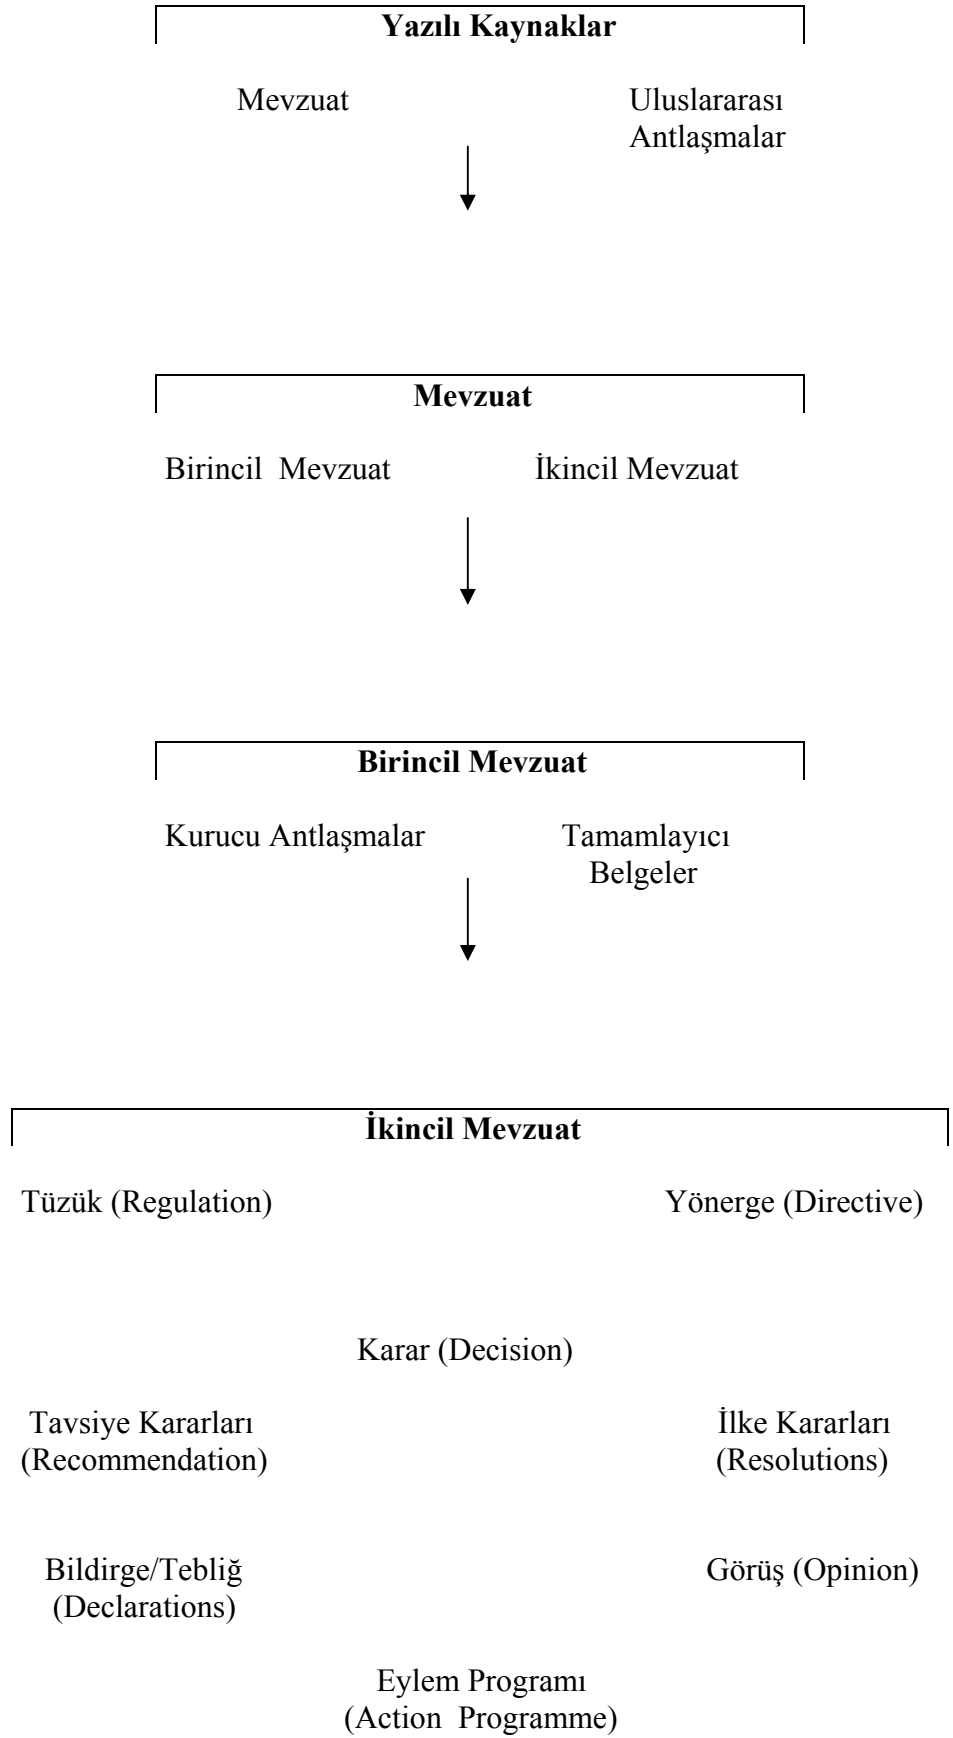 Yazılı Kaynaklar
Mevzuat
Uluslararası
Antlaşmalar
Mevzuat
Birincil Mevzuat
İkincil Mevzuat
Birincil Mevzuat
Kurucu Antlaşmalar
Tamamlayıcı
Belgeler
İkincil Mevzuat
Tüzük (Regulation)
Yönerge (Directive)
Karar (Decision)
Tavsiye Kararları
(Recommendation)
İlke Kararları
(Resolutions)
Bildirge/Tebliğ
(Declarations)
Görüş (Opinion)
Eylem Programı
(Action Programme)